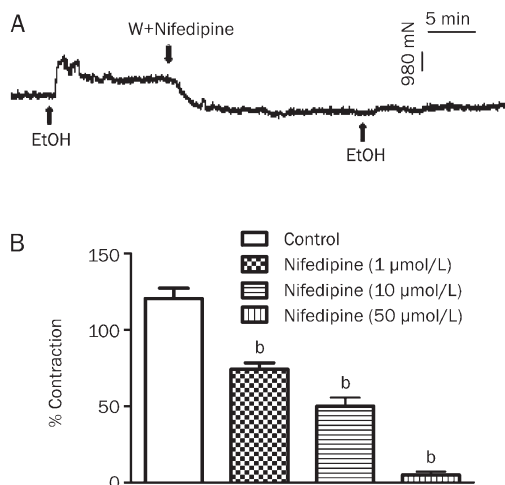 A
W+Nifedipine
5 min
980 mN
EtOH
EtOH
B
Control
Nifedipine (1 μmol/L)
Nifedipine (10 μmol/L)
Nifedipine (50 μmol/L)
% Contraction
150
100
50
0
b
b
b